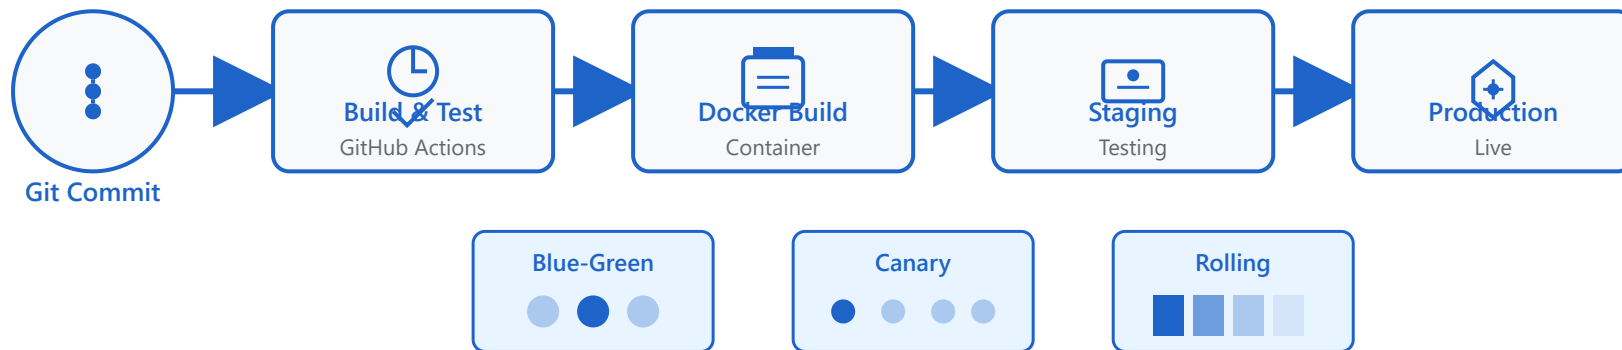 Build & Test
GitHub Actions
Docker Build
Container
Staging
Testing
Production
Live
Git Commit
Blue-Green
Canary
Rolling